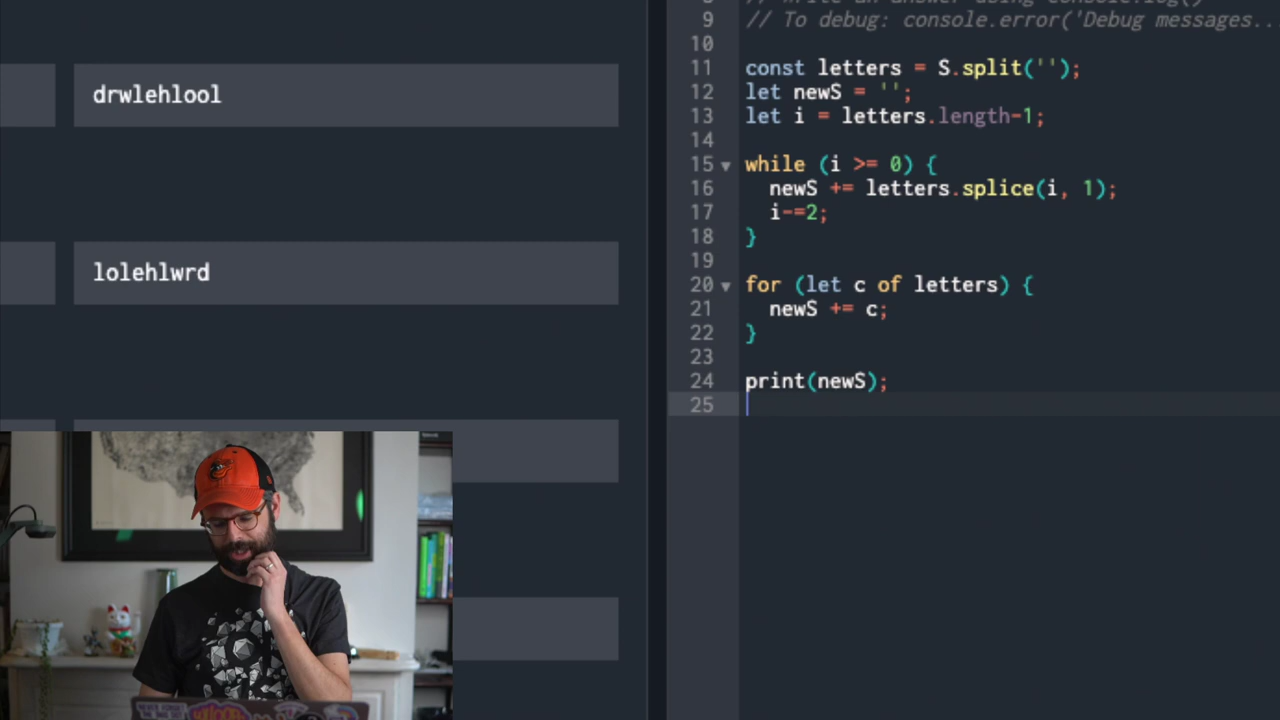 drwlehlool
lolehlwrd
9 // To debug: console.error('Debug messages..
10
11 const letters = S.split('');
12 let newS = '';
13 let i = letters.length-1;
14
15 while (i >= 0) {
16 newS += letters.splice(i, 1);
17 i-=2;
18 }
19
20 for (let c of letters) {
21 newS += c;
22 }
23
24 print(newS);
25